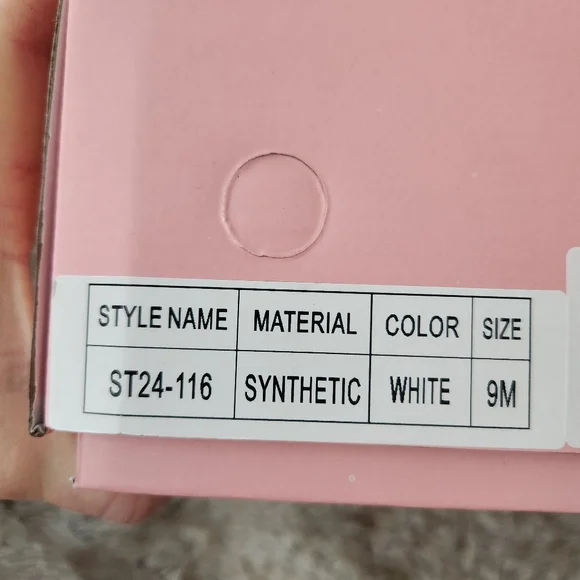 STYLE NAME MATERIAL COLOR SIZE
ST24-116 SYNTHETIC WHITE 9M